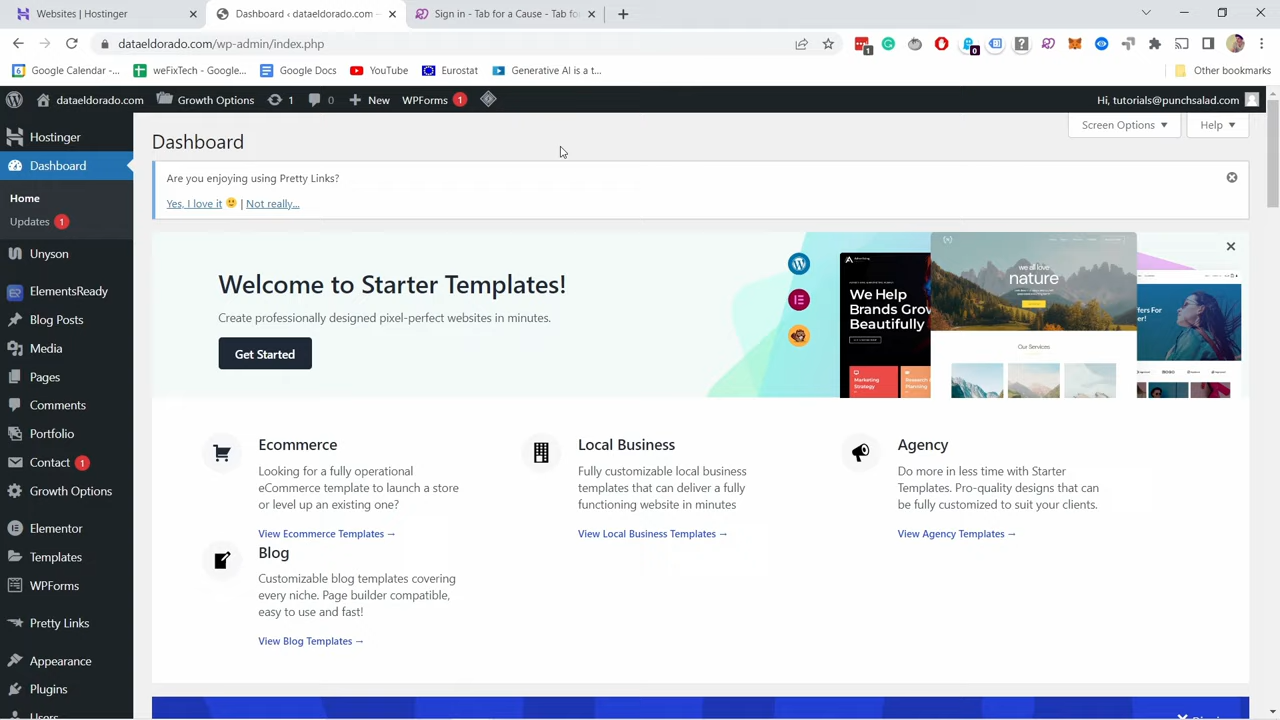 Websites | Hostinger
Dashboard ‹ dataeldorado.com —
Sign in - Tab for a Cause - Tab fo
dataeldorado.com/wp-admin/index.php
1
0
Google Calendar -...
weFixTech - Google...
Google Docs
YouTube
Eurostat
Generative AI is a t...
Other bookmarks
dataeldorado.com
Growth Options
1
0
New
WPForms 1
Hi, tutorials@punchsalad.com
Hostinger
Dashboard
Home
Updates 1
Unyson
ElementsReady
Blog Posts
Media
Pages
Comments
Portfolio
Contact 1
Growth Options
Elementor
Templates
WPForms
Pretty Links
Appearance
Plugins
Users
Screen Options
Help
Dashboard
Are you enjoying using Pretty Links?
Yes, I love it | Not really...
Welcome to Starter Templates!
Create professionally designed pixel-perfect websites in minutes.
Get Started
We Help
Brands Grow
Beautifully
Marketing
Strategy
Research
Planning
we all love
nature
Our Services
Ecommerce
Looking for a fully operational
eCommerce template to launch a store
or level up an existing one?
View Ecommerce Templates →
Local Business
Fully customizable local business
templates that can deliver a fully
functioning website in minutes
View Local Business Templates →
Agency
Do more in less time with Starter
Templates. Pro-quality designs that can
be fully customized to suit your clients.
View Agency Templates →
Blog
Customizable blog templates covering
every niche. Page builder compatible,
easy to use and fast!
View Blog Templates →